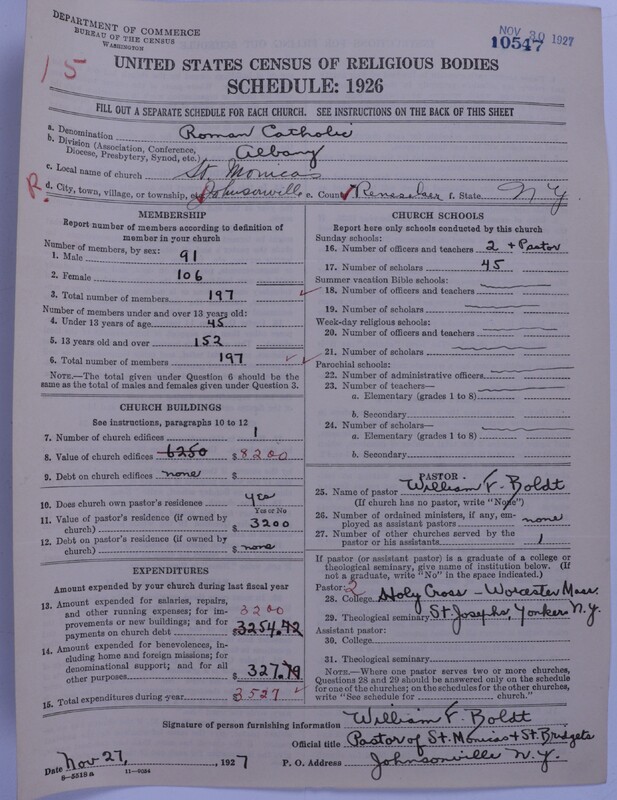 DEPARTMENT OF COMMERCE
BUREAU OF THE CENSUS
WASHINGTON
NOV 30 1927
10547
15
UNITED STATES CENSUS OF RELIGIOUS BODIES
SCHEDULE: 1926
FILL OUT A SEPARATE SCHEDULE FOR EACH CHURCH. SEE INSTRUCTIONS ON THE BACK OF THIS SHEET
a. Denomination Roman Catholic
b. Division (Association, Conference, Diocese, Presbytery, Synod, etc.) Albany
c. Local name of church St. Monicas
R. d. City, town, village, or township, Johnsonville e. County Rensselaer f. State N Y
MEMBERSHIP
Report number of members according to definition of
member in your church
Number of members, by sex:
1. Male 91
2. Female 106
3. Total number of members 197
Number of members under and over 13 years old:
4. Under 13 years of age 45
5. 13 years old and over 152
6. Total number of members 197
NOTE.—The total given under Question 6 should be the
same as the total of males and females given under Question 3.
CHURCH BUILDINGS
See instructions, paragraphs 10 to 12
7. Number of church edifices 1
8. Value of church edifices 6250 $ 8200
9. Debt on church edifices none $
10. Does church own pastor's residence yes
Yes or No
11. Value of pastor's residence (if owned by
church) $ 3200
12. Debt on pastor's residence (if owned by
church) $ none
EXPENDITURES
Amount expended by your church during last fiscal year
13. Amount expended for salaries, repairs,
and other running expenses; for im-
provements or new buildings; and for
payments on church debt 3200 $ 3254.72
14. Amount expended for benevolences, in-
cluding home and foreign missions; for
denominational support; and for all
other purposes $ 327.79
15. Total expenditures during year $ 3527
CHURCH SCHOOLS
Report here only schools conducted by this church
Sunday schools:
16. Number of officers and teachers 2 + Pastor
17. Number of scholars 45
Summer vacation Bible schools:
18. Number of officers and teachers
19. Number of scholars
Week-day religious schools:
20. Number of officers and teachers
21. Number of scholars
Parochial schools:
22. Number of administrative officers
23. Number of teachers—
a. Elementary (grades 1 to 8)
b. Secondary
24. Number of scholars—
a. Elementary (grades 1 to 8)
b. Secondary
PASTOR
25. Name of pastor William F. Boldt
(If church has no pastor, write "None")
26. Number of ordained ministers, if any, em-
ployed as assistant pastors none
27. Number of other churches served by the
pastor or his assistants 1
If pastor (or assistant pastor) is a graduate of a college or
theological seminary, give name of institution below. (If
not a graduate, write "No" in the space indicated.)
Pastor: 2
28. College Holy Cross - Worcester Mass.
29. Theological seminary St. Josephs, Yonkers N.Y.
Assistant pastor:
30. College
31. Theological seminary
NOTE.—Where one pastor serves two or more churches,
Questions 28 and 29 should be answered only on the schedule
for one of the churches; on the schedules for the other churches,
write "See schedule for church."
Signature of person furnishing information William F. Boldt
Official title Pastor of St. Monicas + St. Bridgets
Date Nov 27, 1927 P. O. Address Johnsonville N.Y.
8-5318a 11-9034